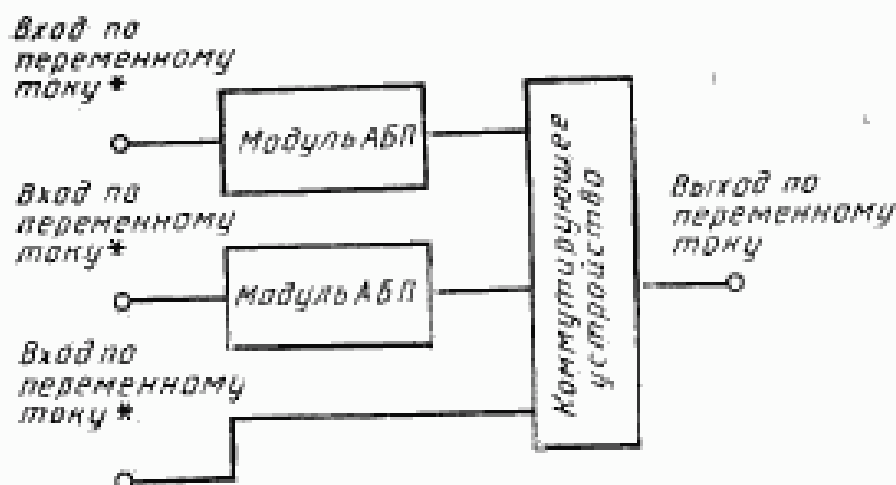 Вход по
переменному
току*
Модуль АБП
Вход по
переменному
току*
Модуль АБП
Вход по
переменному
току*
Коммутирующее
устройство
Выход по
переменному
току